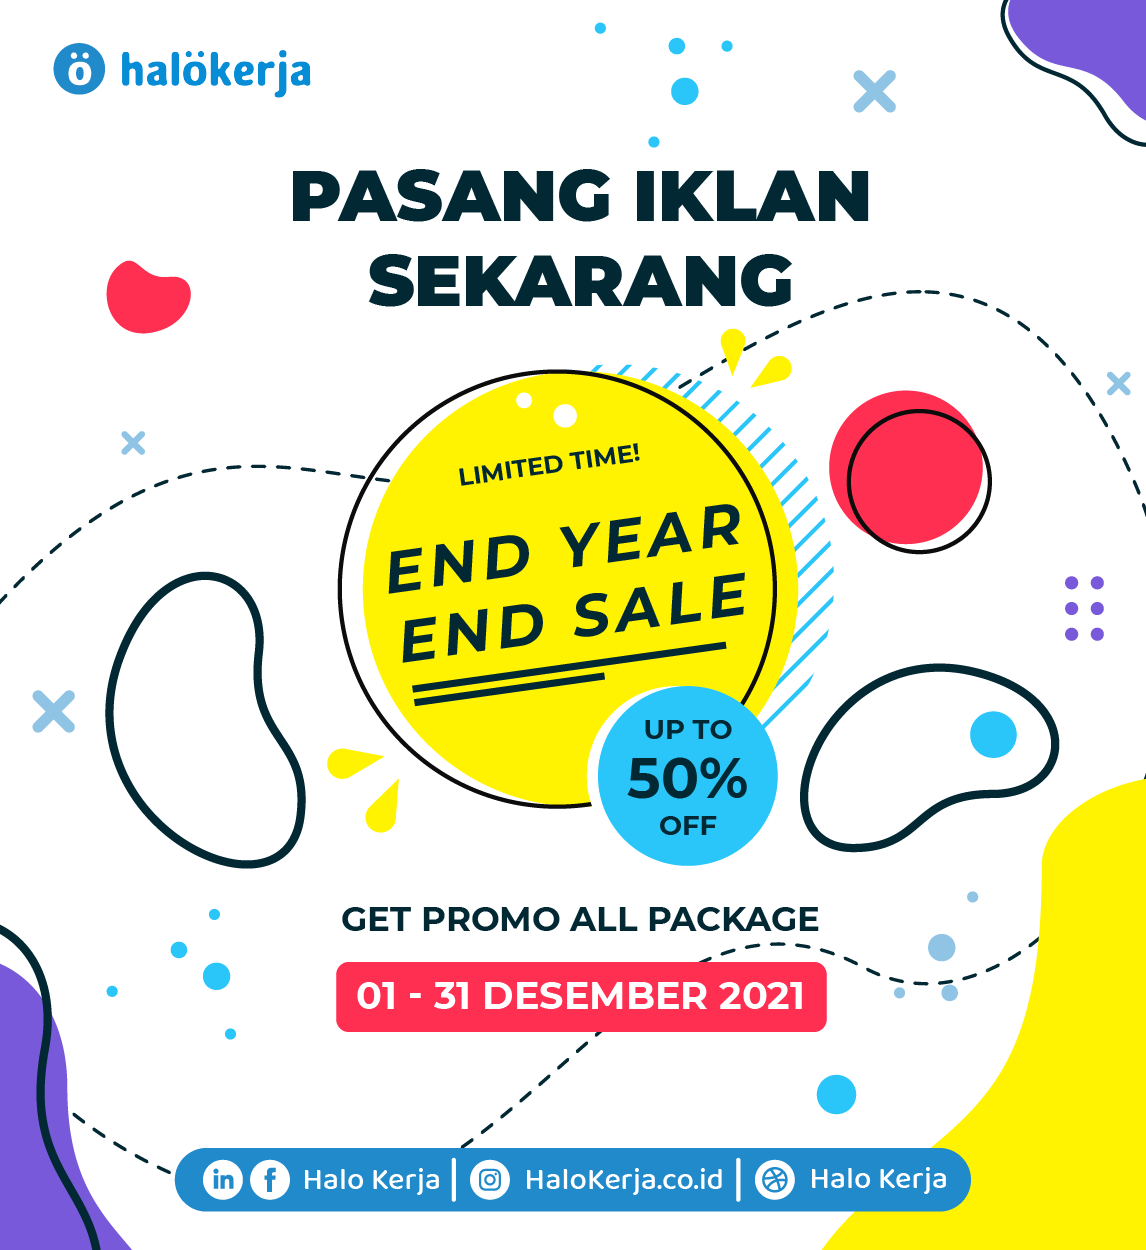 ö halökerja
PASANG IKLAN
SEKARANG
LIMITED TIME!
END YEAR
END SALE
UP TO
50%
OFF
GET PROMO ALL PACKAGE
01 - 31 DESEMBER 2021
in f Halo Kerja | HaloKerja.co.id | Halo Kerja